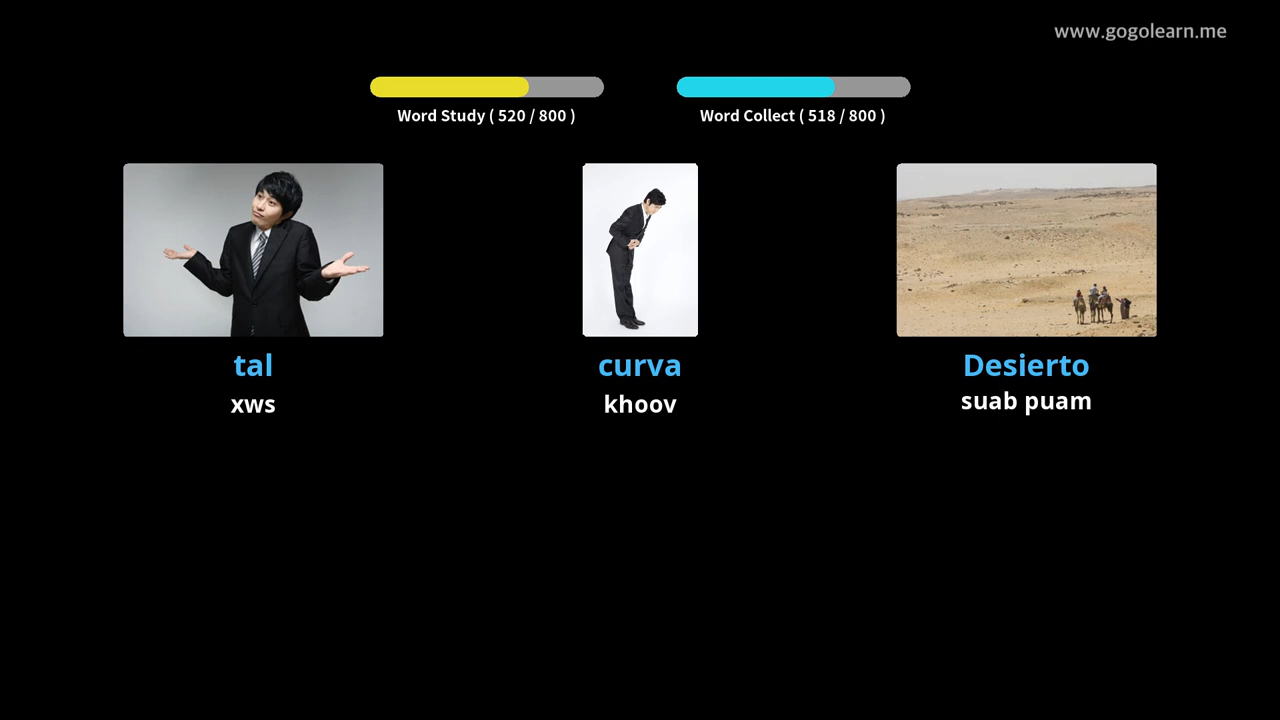 www.gogolearn.me
Word Study ( 520 / 800 )
Word Collect ( 518 / 800 )
tal
xws
curva
khoov
Desierto
suab puam